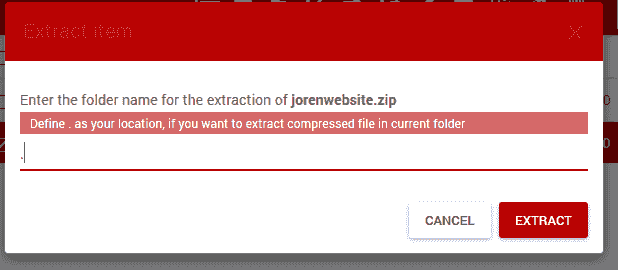 Extract item
Enter the folder name for the extraction of jorenwebsite.zip
Define . as your location, if you want to extract compressed file in current folder
.
CANCEL
EXTRACT